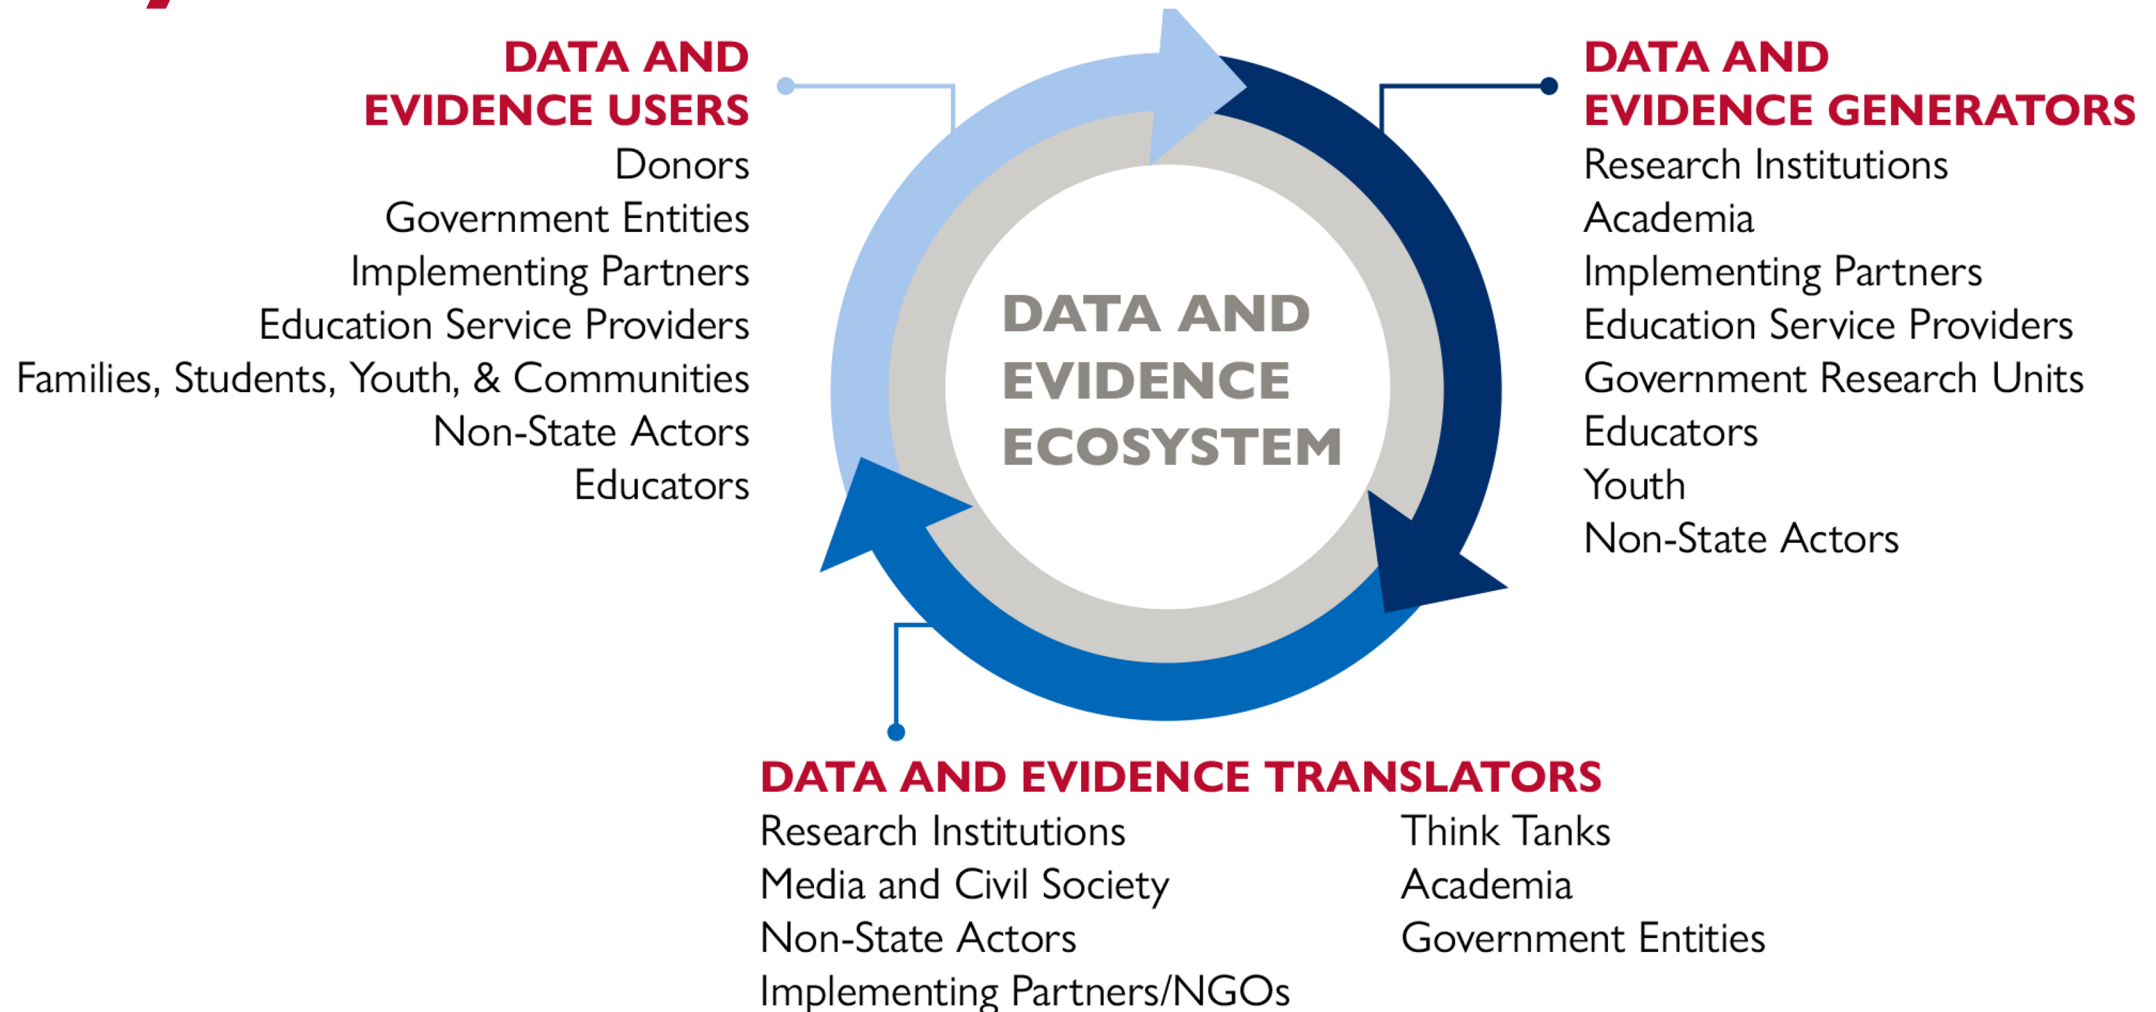 DATA AND
EVIDENCE USERS
Donors
Government Entities
Implementing Partners
Education Service Providers
Families, Students, Youth, & Communities
Non-State Actors
Educators
DATA AND
EVIDENCE ECOSYSTEM
DATA AND
EVIDENCE GENERATORS
Research Institutions
Academia
Implementing Partners
Education Service Providers
Government Research Units
Educators
Youth
Non-State Actors
DATA AND EVIDENCE TRANSLATORS
Research Institutions
Media and Civil Society
Non-State Actors
Implementing Partners/NGOs
Think Tanks
Academia
Government Entities